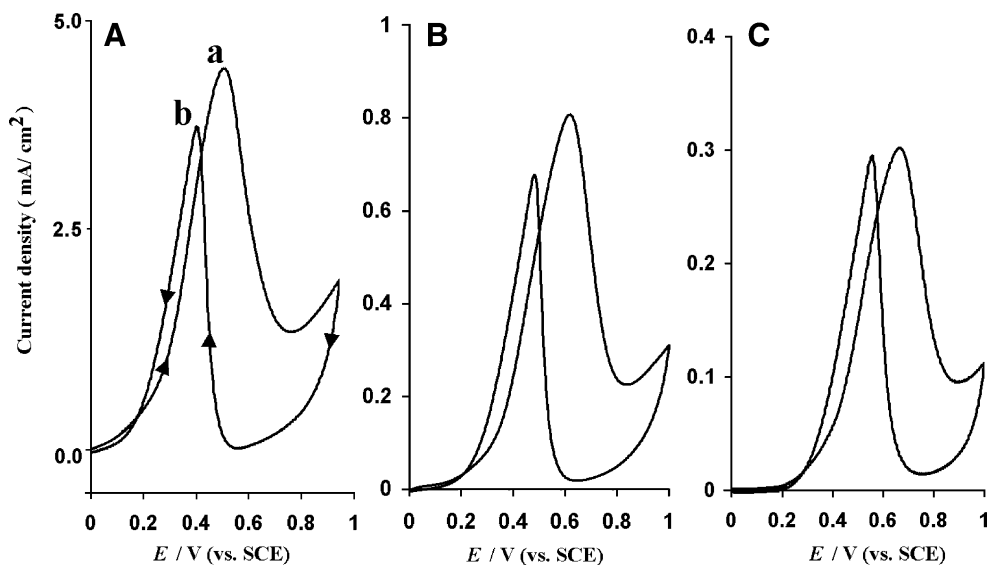 A
5.0
2.5
0.0
a
b
Current density ( mA/ cm2)
0 0.2 0.4 0.6 0.8 1
E / V (vs. SCE)
B
1
0.8
0.6
0.4
0.2
0
0 0.2 0.4 0.6 0.8 1
E / V (vs. SCE)
C
0.4
0.3
0.2
0.1
0
0 0.2 0.4 0.6 0.8 1
E / V (vs. SCE)